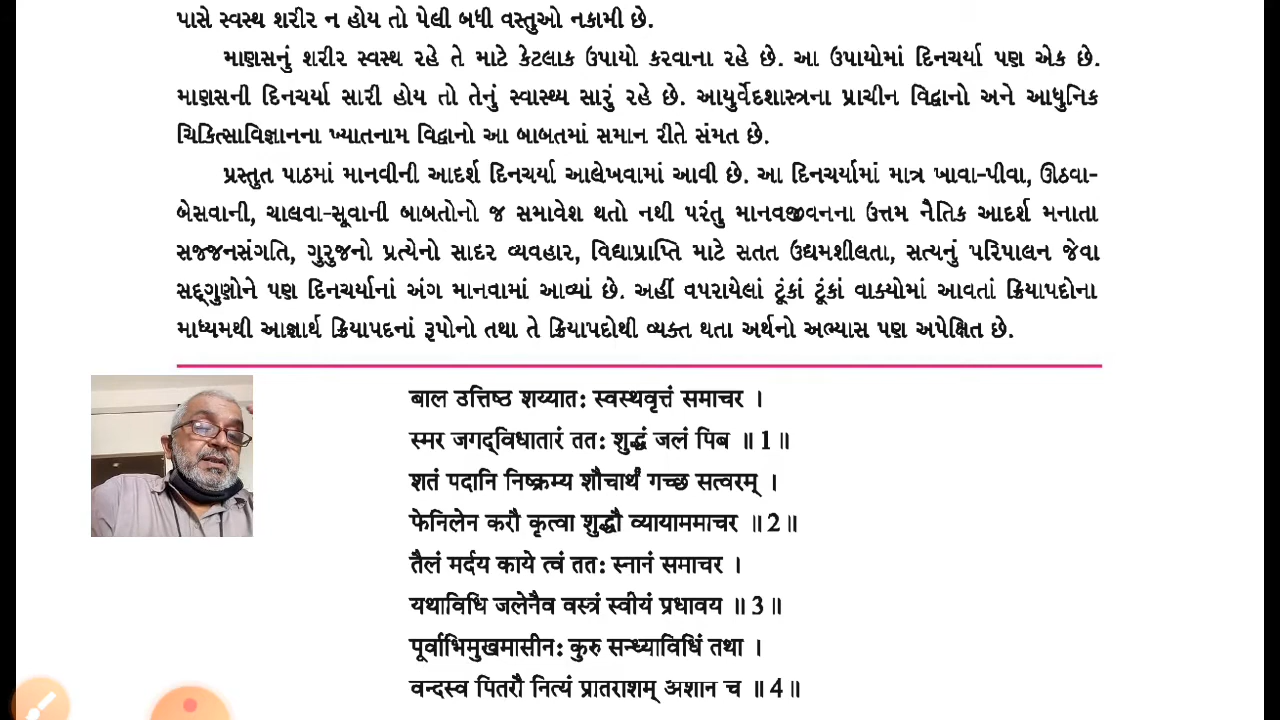 પાસે સ્વસ્થ શરીર ન હોય તો પેલી બધી વસ્તુઓ નકામી છે.
માણસનું શરીર સ્વસ્થ રહે તે માટે કેટલાક ઉપાયો કરવાના રહે છે. આ ઉપાયોમાં દિનચર્યા પણ એક છે.
માણસની દિનચર્યા સારી હોય તો તેનું સ્વાસ્થ્ય સારું રહે છે. આયુર્વેદશાસ્ત્રના પ્રાચીન વિદ્વાનો અને આધુનિક
ચિકિત્સાવિજ્ઞાનના ખ્યાતનામ વિદ્વાનો આ બાબતમાં સમાન રીતે સંમત છે.
પ્રસ્તુત પાઠમાં માનવીની આદર્શ દિનચર્યા આલેખવામાં આવી છે. આ દિનચર્યામાં માત્ર ખાવા-પીવા, ઊઠવા-
બેસવાની, ચાલવા-સૂવાની બાબતોનો જ સમાવેશ થતો નથી પરંતુ માનવજીવનના ઉત્તમ નૈતિક આદર્શ મનાતા
સજ્જનસંગતિ, ગુરુજનો પ્રત્યેનો સાદર વ્યવહાર, વિદ્યાપ્રાપ્તિ માટે સતત ઉદ્યમશીલતા, સત્યનું પરિપાલન જેવા
સદ્ગુણોને પણ દિનચર્યાનાં અંગ માનવામાં આવ્યાં છે. અહીં વપરાયેલાં ટૂંકાં ટૂંકાં વાક્યોમાં આવતાં ક્રિયાપદોના
માધ્યમથી આજ્ઞાર્થ ક્રિયાપદનાં રૂપોનો તથા તે ક્રિયાપદોથી વ્યક્ત થતા અર્થનો અભ્યાસ પણ અપેક્ષિત છે.
बाल उत्तिष्ठ शय्यातः स्वस्थवृत्तं समाचर ।
स्मर जगद्विधातारं ततः शुद्धं जलं पिब ॥ 1 ॥
शतं पदानि निष्क्रम्य शौचार्थं गच्छ सत्वरम् ।
फेनिलेन करौ कृत्वा शुद्धौ व्यायाममाचर ॥ 2 ॥
तैलं मर्दय काये त्वं ततः स्नानं समाचर ।
यथाविधि जलेनैव वस्त्रं स्वीयं प्रधावय ॥ 3 ॥
पूर्वाभिमुखमासीनः कुरु सन्ध्याविधिं तथा ।
वन्दस्व पितरौ नित्यं प्रातराशम् अशान च ॥ 4 ॥